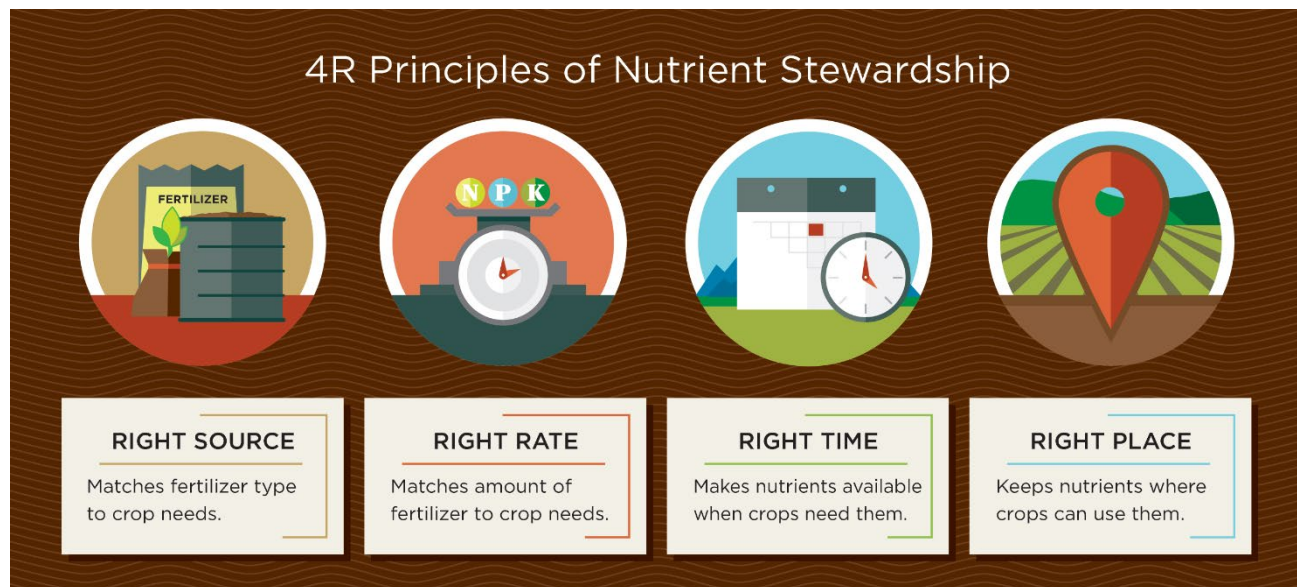 4R Principles of Nutrient Stewardship
FERTILIZER
N P K
RIGHT SOURCE
Matches fertilizer type
to crop needs.
RIGHT RATE
Matches amount of
fertilizer to crop needs.
RIGHT TIME
Makes nutrients available
when crops need them.
RIGHT PLACE
Keeps nutrients where
crops can use them.